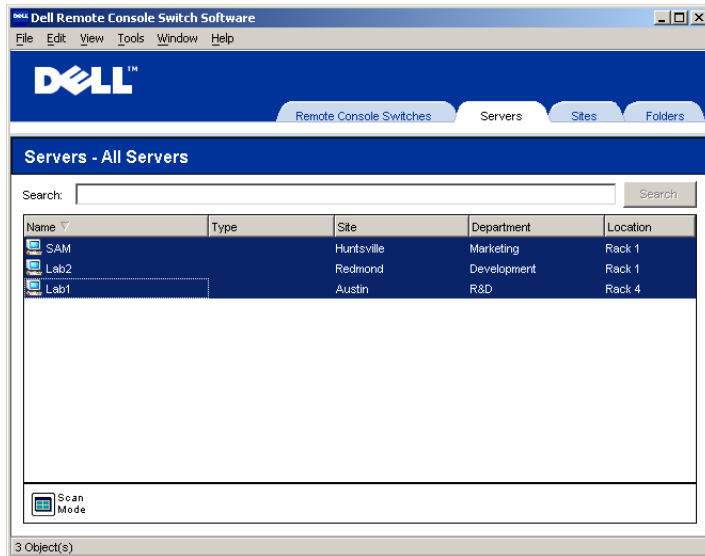 DELL Dell Remote Console Switch Software
File Edit View Tools Window Help
DELL™
Remote Console Switches Servers Sites Folders
Servers - All Servers
Search: Search
Name Type Site Department Location
SAM Huntsville Marketing Rack 1
Lab2 Redmond Development Rack 1
Lab1 Austin R&D Rack 4
Scan
Mode
3 Object(s)